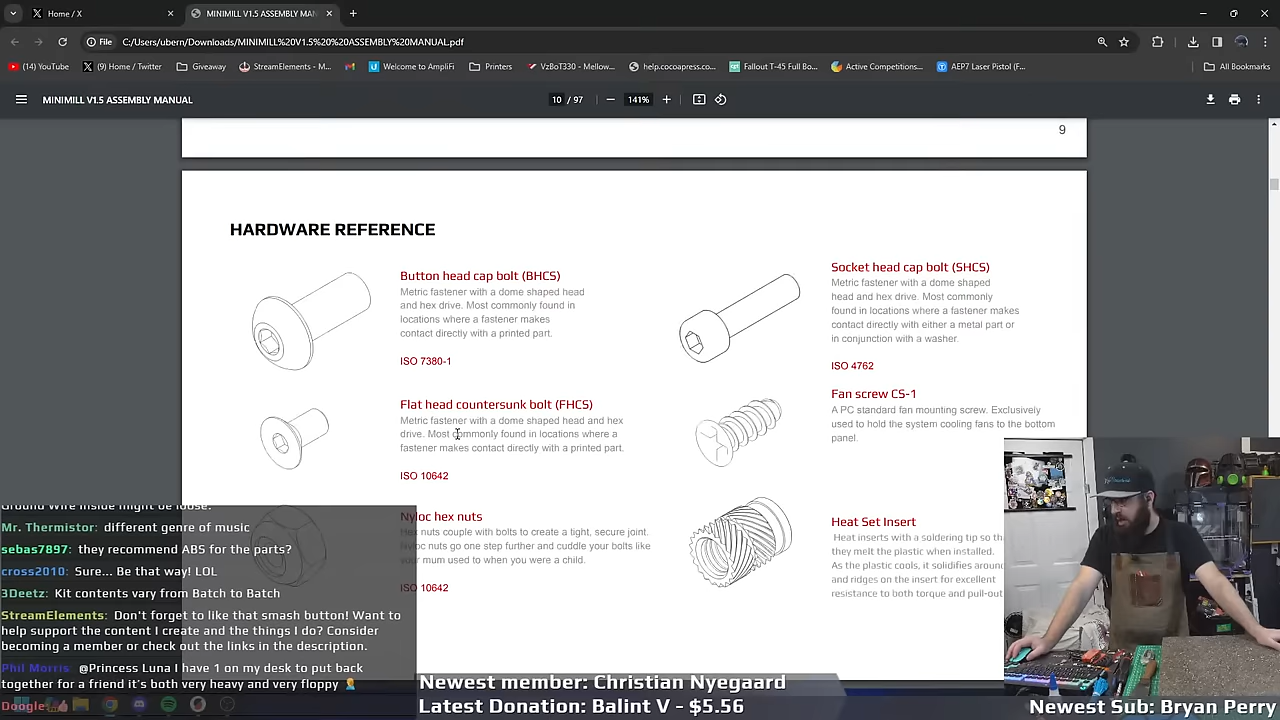 Home / X
MINIMILL V1.5 ASSEMBLY MAN
File
C:/Users/ubern/Downloads/MINIMILL%20V1.5%20%20ASSEMBLY%20MANUAL.pdf
(14) YouTube
(9) Home / Twitter
Giveaway
StreamElements - M...
Welcome to AmpliFi
Printers
VzBoT330 – Mellow...
help.cocoapress.co...
Fallout T-45 Full Bo...
Active Competitions...
AEP7 Laser Pistol (F...
All Bookmarks
MINIMILL V1.5 ASSEMBLY MANUAL
10 / 97
141%
9
HARDWARE REFERENCE
Button head cap bolt (BHCS)
Metric fastener with a dome shaped head
and hex drive. Most commonly found in
locations where a fastener makes
contact directly with a printed part.
ISO 7380-1
Socket head cap bolt (SHCS)
Metric fastener with a dome shaped
head and hex drive. Most commonly
found in locations where a fastener makes
contact directly with either a metal part or
in conjunction with a washer.
ISO 4762
Flat head countersunk bolt (FHCS)
Metric fastener with a dome shaped head and hex
drive. Most commonly found in locations where a
fastener makes contact directly with a printed part.
ISO 10642
Fan screw CS-1
A PC standard fan mounting screw. Exclusively
used to hold the system cooling fans to the bottom
panel.
Nyloc hex nuts
Hex nuts couple with bolts to create a tight, secure joint.
Nyloc nuts go one step further and cuddle your bolts like
your mum used to when you were a child.
ISO 10642
Heat Set Insert
Heat inserts with a soldering tip so th
they melt the plastic when installed.
As the plastic cools, it solidifies around
and ridges on the insert for excellent
resistance to both torque and pull-out
Ground Wire inside might be loose.
Mr. Thermistor: different genre of music
sebas7897: they recommend ABS for the parts?
cross2010: Sure... Be that way! LOL
3Deetz: Kit contents vary from Batch to Batch
StreamElements: Don't forget to like that smash button! Want to
help support the content I create and the things I do? Consider
becoming a member or check out the links in the description.
Phil Morris: @Princess Luna I have 1 on my desk to put back
together for a friend it's both very heavy and very floppy
Newest member: Christian Nyegaard
Latest Donation: Balint V - $5.56
Newest Sub: Bryan Perry